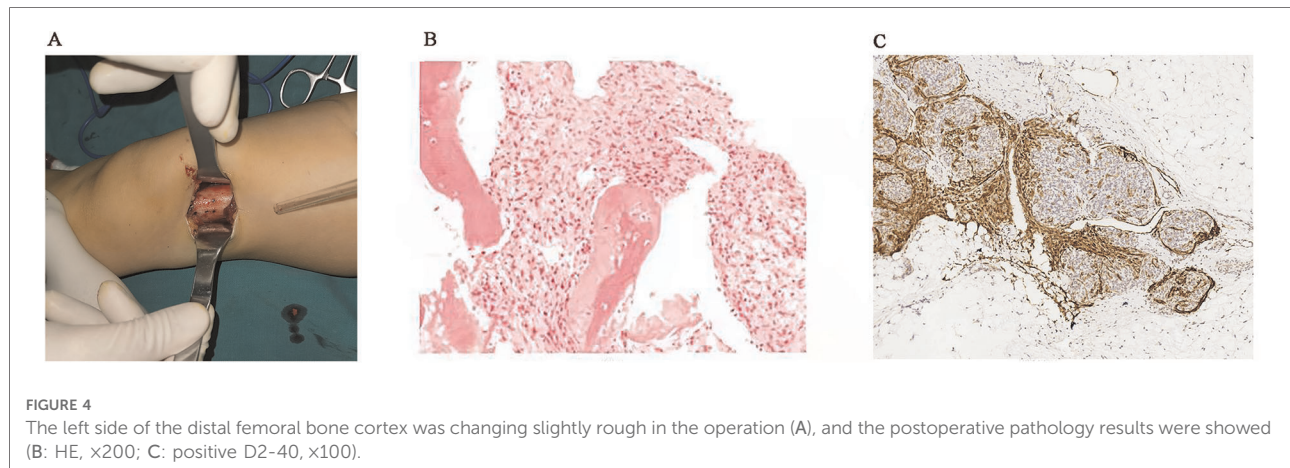 A
B
C
FIGURE 4
The left side of the distal femoral bone cortex was changing slightly rough in the operation (A), and the postoperative pathology results were showed
(B: HE, ×200; C: positive D2-40, ×100).